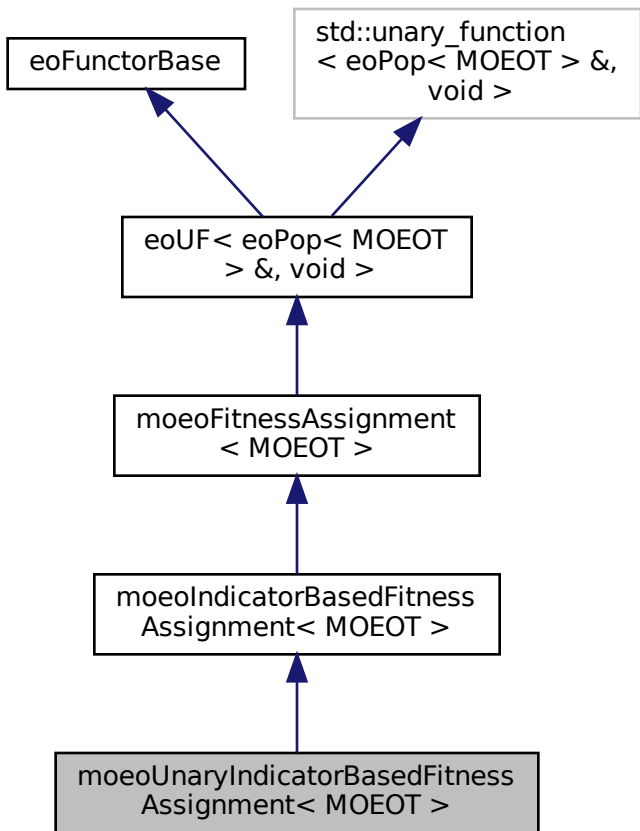 eoFunctorBase
std::unary_function
< eoPop< MOEOT > &,
void >
eoUF< eoPop< MOEOT
> &, void >
moeoFitnessAssignment
< MOEOT >
moeoIndicatorBasedFitness
Assignment< MOEOT >
moeoUnaryIndicatorBasedFitness
Assignment< MOEOT >